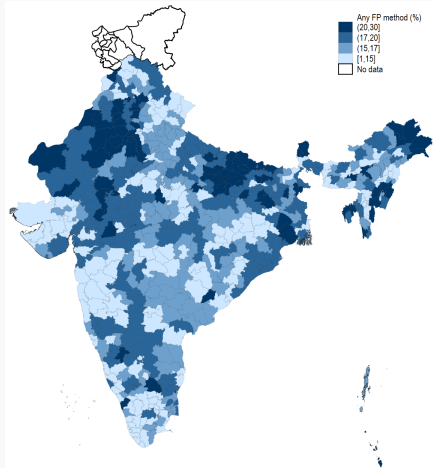 Any FP method (%)
(20,30]
(17,20]
(15,17]
[1,15]
No data